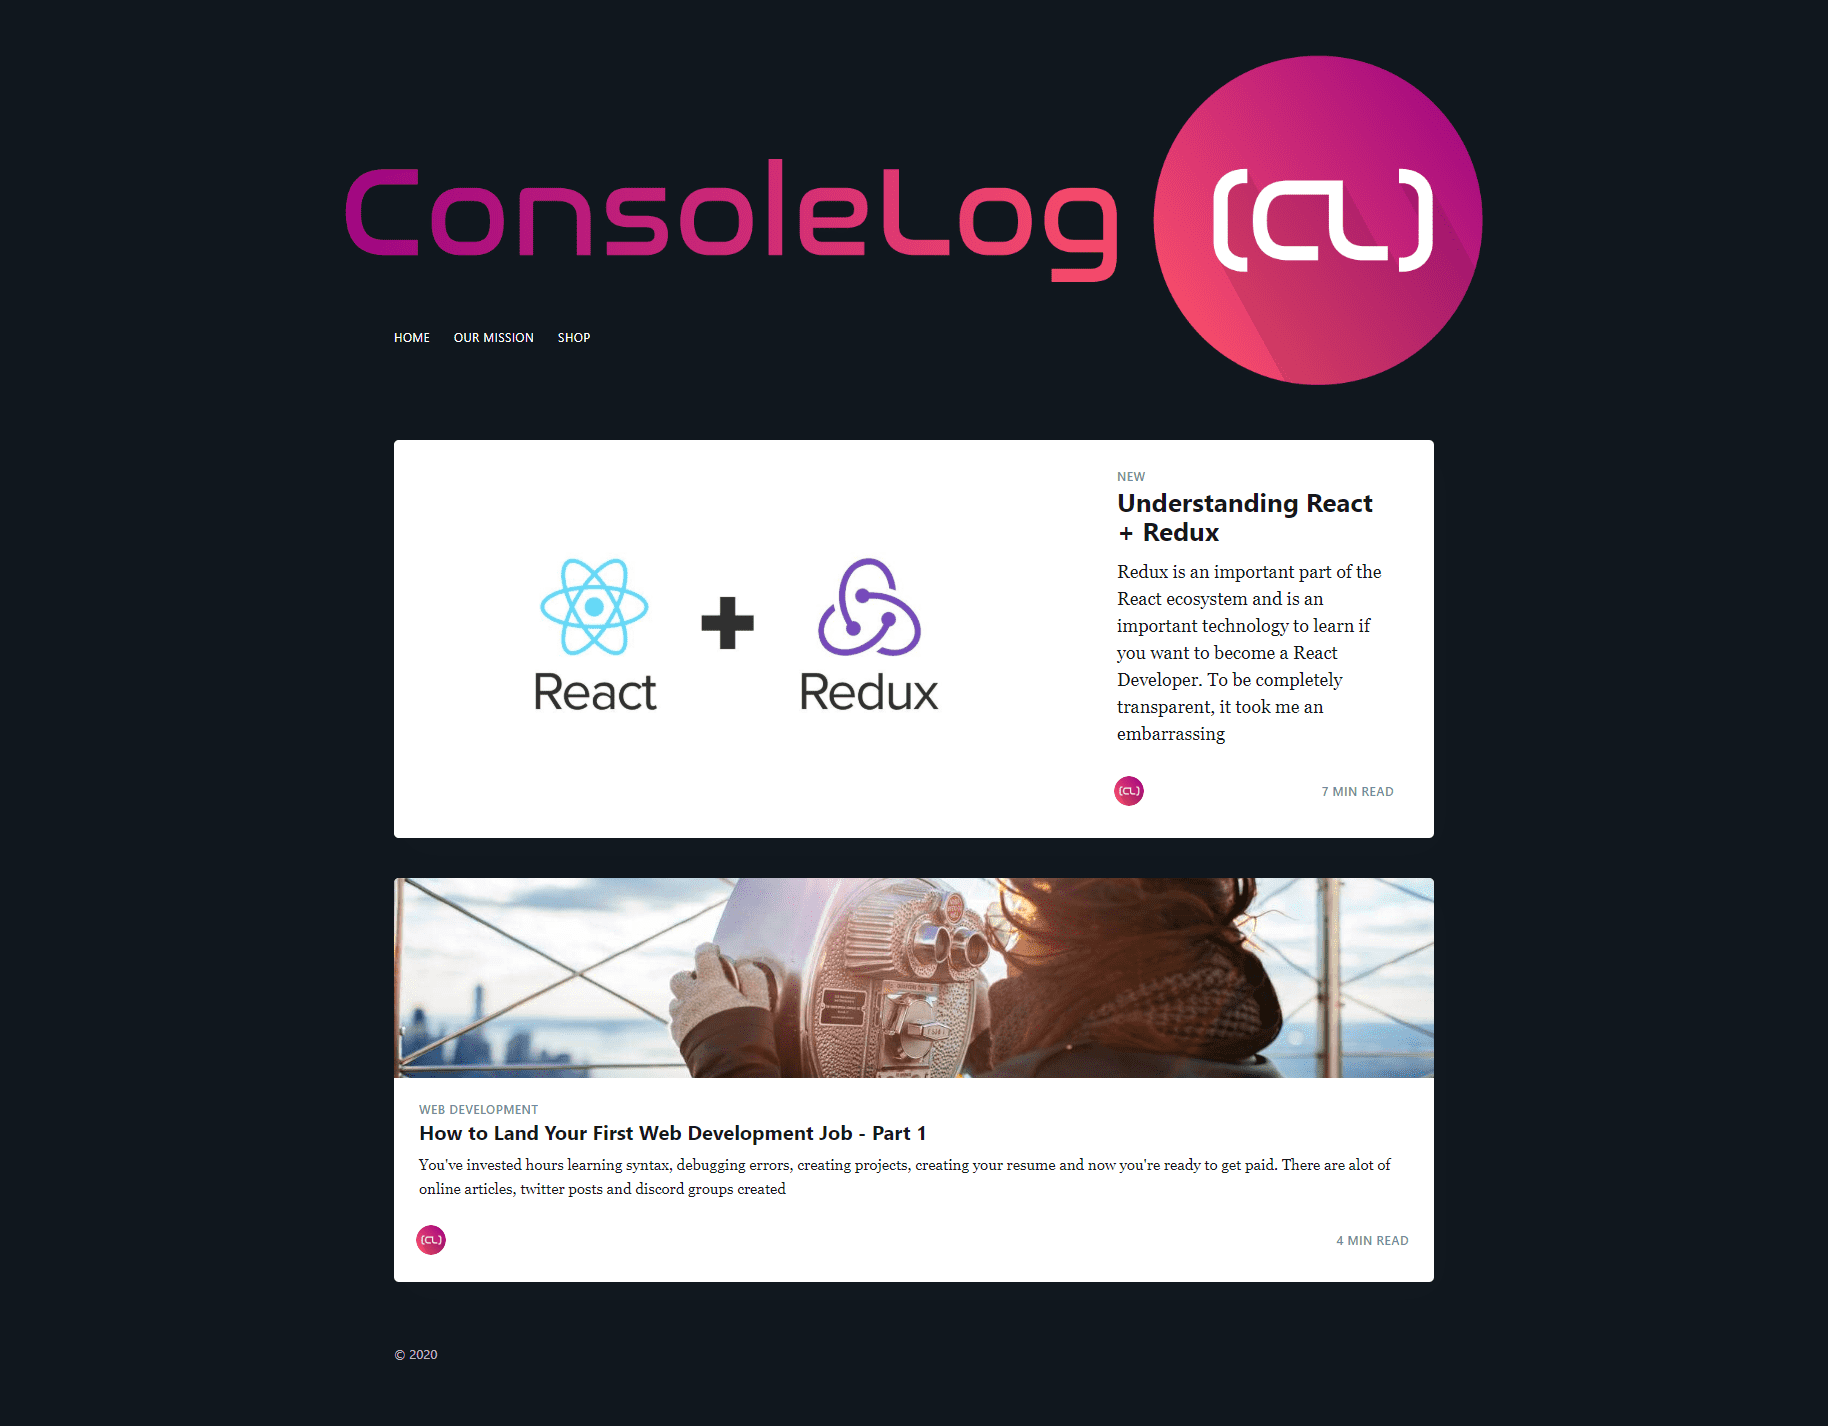 ConsoleLog
(CL)
HOME OUR MISSION SHOP
NEW
Understanding React
+ Redux
Redux is an important part of the
React ecosystem and is an
important technology to learn if
you want to become a React
Developer. To be completely
transparent, it took me an
embarrassing
React + Redux
(CL) 7 MIN READ
WEB DEVELOPMENT
How to Land Your First Web Development Job - Part 1
You've invested hours learning syntax, debugging errors, creating projects, creating your resume and now you're ready to get paid. There are alot of
online articles, twitter posts and discord groups created
(CL) 4 MIN READ
© 2020